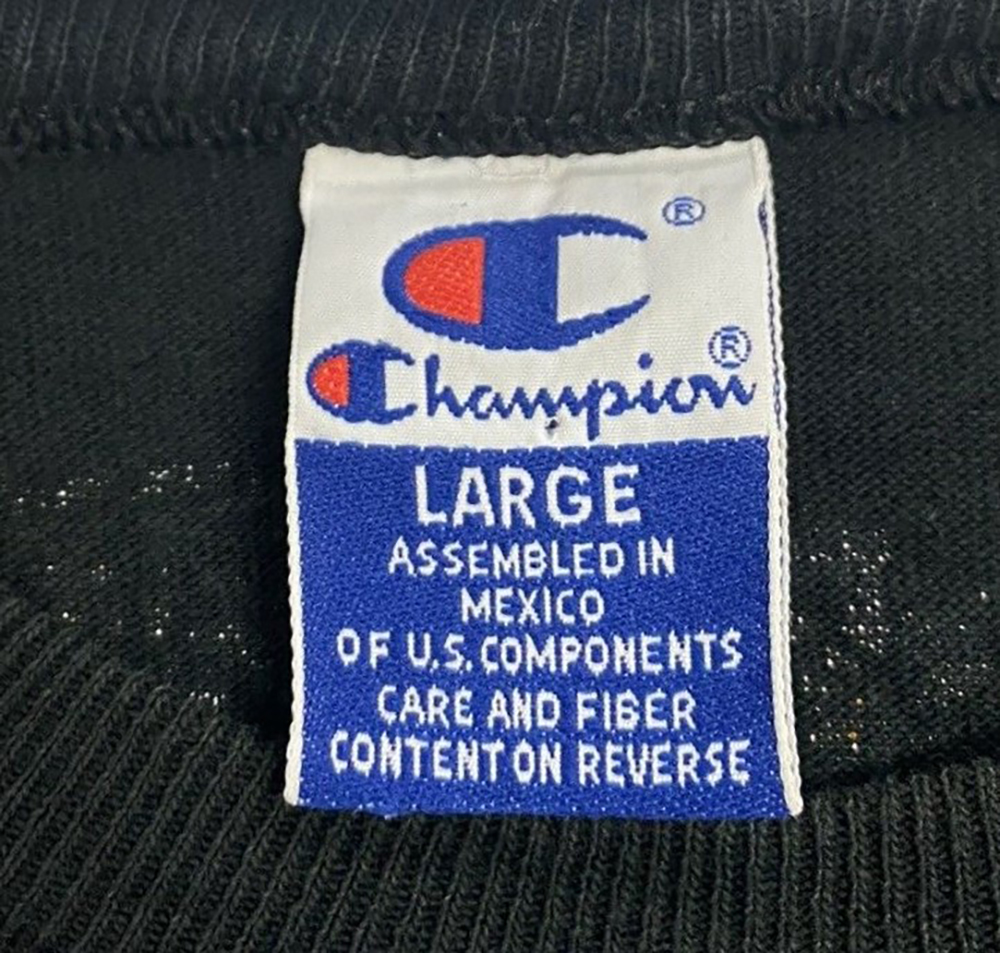 ®
Champion®
LARGE
ASSEMBLED IN
MEXICO
OF U.S. COMPONENTS
CARE AND FIBER
CONTENT ON REVERSE